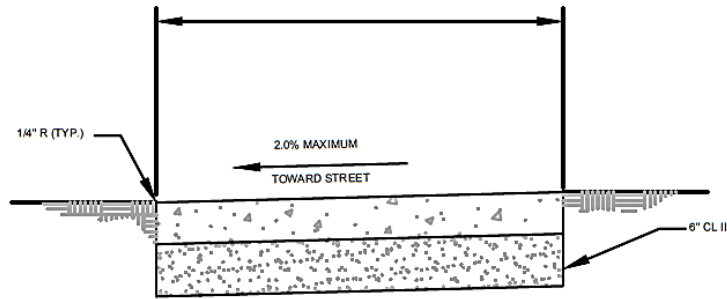 1/4" R (TYP.)
2.0% MAXIMUM
TOWARD STREET
6" CL II